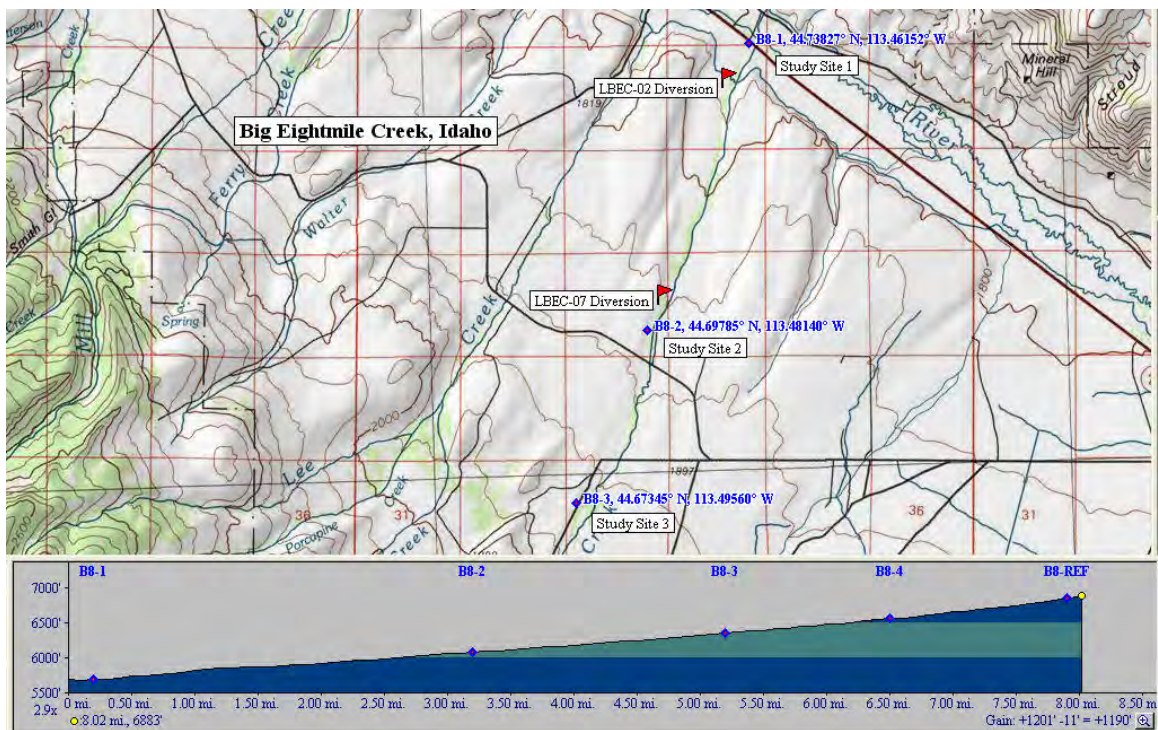 Creek
Cree
Creek
Creek
B8-1, 44.73827° N, 113.46152° W
Study Site 1
Mineral
Hill
Stroud
LBEC-02 Diversion
1819
River
Big Eightmile Creek, Idaho
Ferry
Walter
Smith Gl
Mill
Spring
Creek
Creek
LBEC-07 Diversion
1800
B8-2, 44.69785° N, 113.48140° W
Study Site 2
2000
Lee
Creek
1897
B8-3, 44.67345° N, 113.49560° W
Study Site 3
36
31
36
31
Porcupine
Creek
Creek
2600
B8-1 B8-2 B8-3 B8-4 B8-REF
7000'
6500'
6000'
5500'
0 mi. 0.50 mi. 1.00 mi. 1.50 mi. 2.00 mi. 2.50 mi. 3.00 mi. 3.50 mi. 4.00 mi. 4.50 mi. 5.00 mi. 5.50 mi. 6.00 mi. 6.50 mi. 7.00 mi. 7.50 mi. 8.00 mi. 8.50 m
2.9x
:8.02 mi., 6883'
Gain: +1201' -11' = +1190'